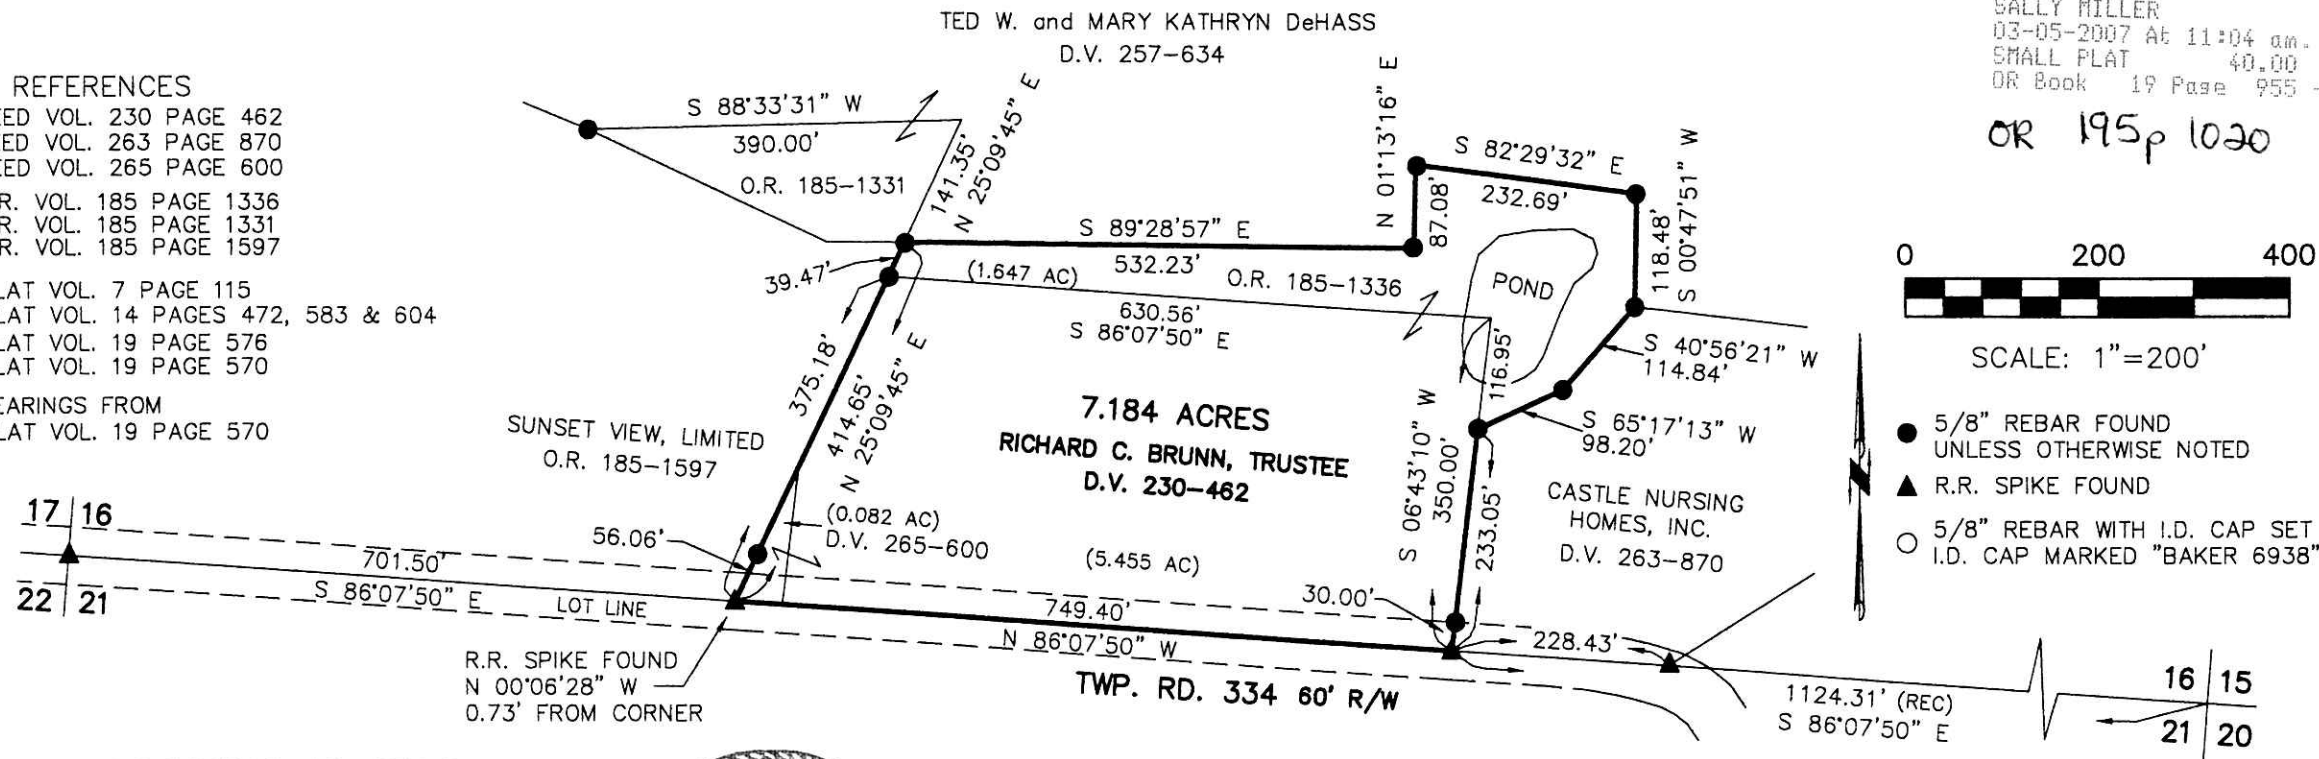 TED W. and MARY KATHRYN DeHASS
D.V. 257-634
SALLY MILLER
03-05-2007 At 11:04 am.
SMALL PLAT 40.00
OR Book 19 Page 955 -
OR 195p 1020
REFERENCES
EED VOL. 230 PAGE 462
EED VOL. 263 PAGE 870
EED VOL. 265 PAGE 600
R. VOL. 185 PAGE 1336
R. VOL. 185 PAGE 1331
R. VOL. 185 PAGE 1597
LAT VOL. 7 PAGE 115
LAT VOL. 14 PAGES 472, 583 & 604
LAT VOL. 19 PAGE 576
LAT VOL. 19 PAGE 570
EARINGS FROM
LAT VOL. 19 PAGE 570
S 88°33'31" W
390.00'
O.R. 185-1331
141.35'
N 25°09'45" E
S 89°28'57" E
532.23'
N 01°13'16" E
87.08'
S 82°29'32" E
232.69'
118.48'
S 00°47'51" W
POND
39.47'
(1.647 AC)
O.R. 185-1336
630.56'
S 86°07'50" E
116.95'
S 40°56'21" W
114.84'
S 65°17'13" W
98.20'
375.18'
414.65'
N 25°09'45" E
7.184 ACRES
RICHARD C. BRUNN, TRUSTEE
D.V. 230-462
SUNSET VIEW, LIMITED
O.R. 185-1597
S 06°43'10" W
350.00'
233.05'
CASTLE NURSING
HOMES, INC.
D.V. 263-870
0 200 400
SCALE: 1"=200'
5/8" REBAR FOUND
UNLESS OTHERWISE NOTED
R.R. SPIKE FOUND
5/8" REBAR WITH I.D. CAP SET
I.D. CAP MARKED "BAKER 6938"
17 16
22 21
701.50'
S 86°07'50" E
LOT LINE
56.06'
(0.082 AC)
D.V. 265-600
(5.455 AC)
749.40'
N 86°07'50" W
30.00'
228.43'
R.R. SPIKE FOUND
N 00°06'28" W
0.73' FROM CORNER
TWP. RD. 334 60' R/W
1124.31' (REC)
S 86°07'50" E
16 15
21 20